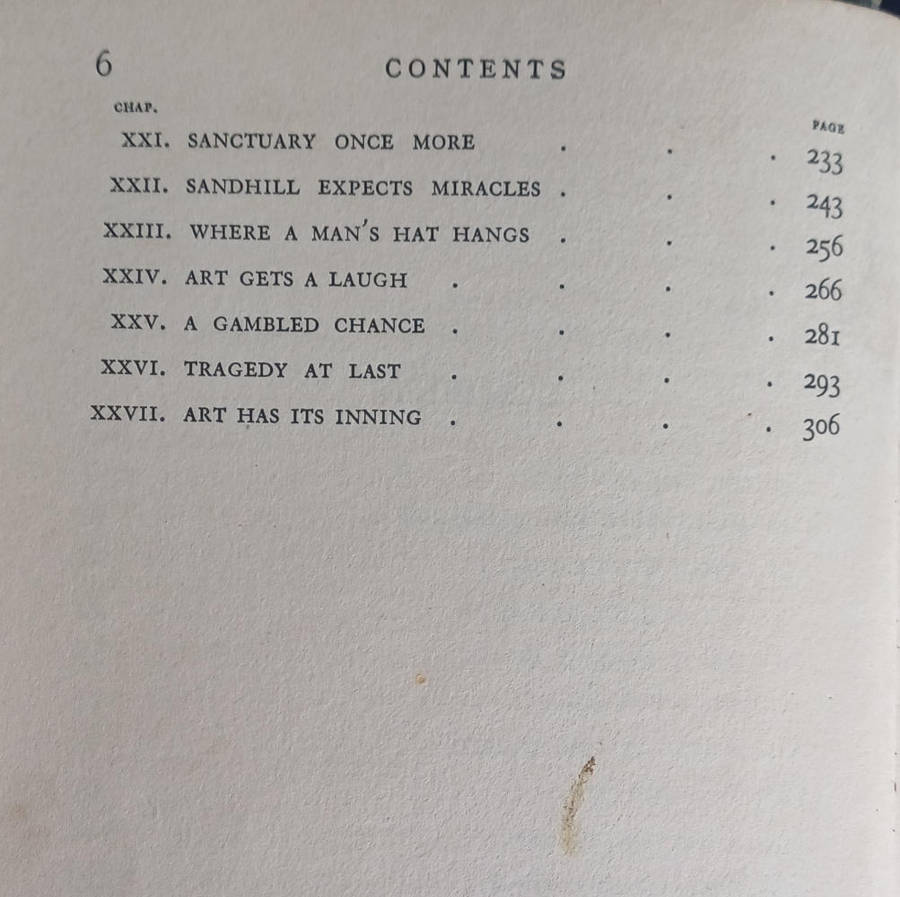 6 CONTENTS
CHAP. PAGE
XXI. SANCTUARY ONCE MORE . . . 233
XXII. SANDHILL EXPECTS MIRACLES . . . 243
XXIII. WHERE A MAN'S HAT HANGS . . . 256
XXIV. ART GETS A LAUGH . . . . 266
XXV. A GAMBLED CHANCE . . . . 281
XXVI. TRAGEDY AT LAST . . . . 293
XXVII. ART HAS ITS INNING . . . . 306